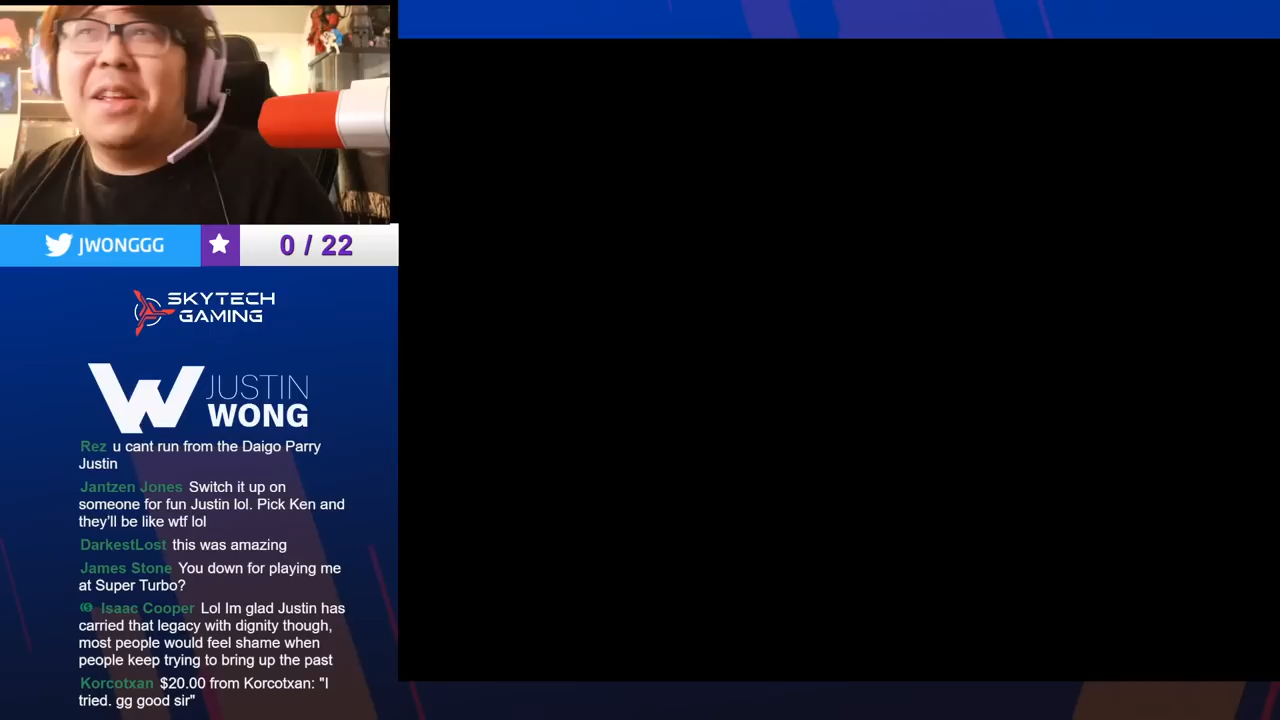 JWONGGG
0 / 22
SKYTECH
GAMING
JUSTIN
WONG
Rez u cant run from the Daigo Parry
Justin
Jantzen Jones Switch it up on
someone for fun Justin lol. Pick Ken and
they'll be like wtf lol
DarkestLost this was amazing
James Stone You down for playing me
at Super Turbo?
Isaac Cooper Lol Im glad Justin has
carried that legacy with dignity though,
most people would feel shame when
people keep trying to bring up the past
Korcotxan $20.00 from Korcotxan: "I
tried. gg good sir"